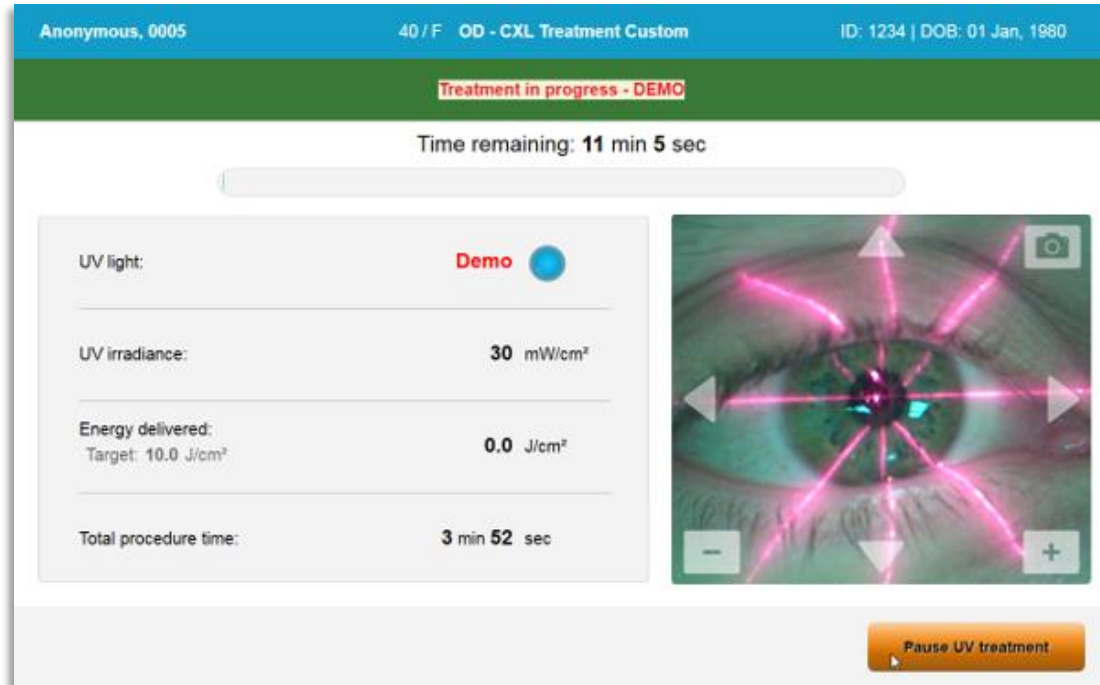 Anonymous, 0005 40 / F OD - CXL Treatment Custom ID: 1234 | DOB: 01 Jan, 1980
Treatment in progress - DEMO
Time remaining: 11 min 5 sec
UV light: Demo
UV irradiance: 30 mW/cm²
Energy delivered:
Target: 10.0 J/cm²
0.0 J/cm²
Total procedure time: 3 min 52 sec
Pause UV treatment